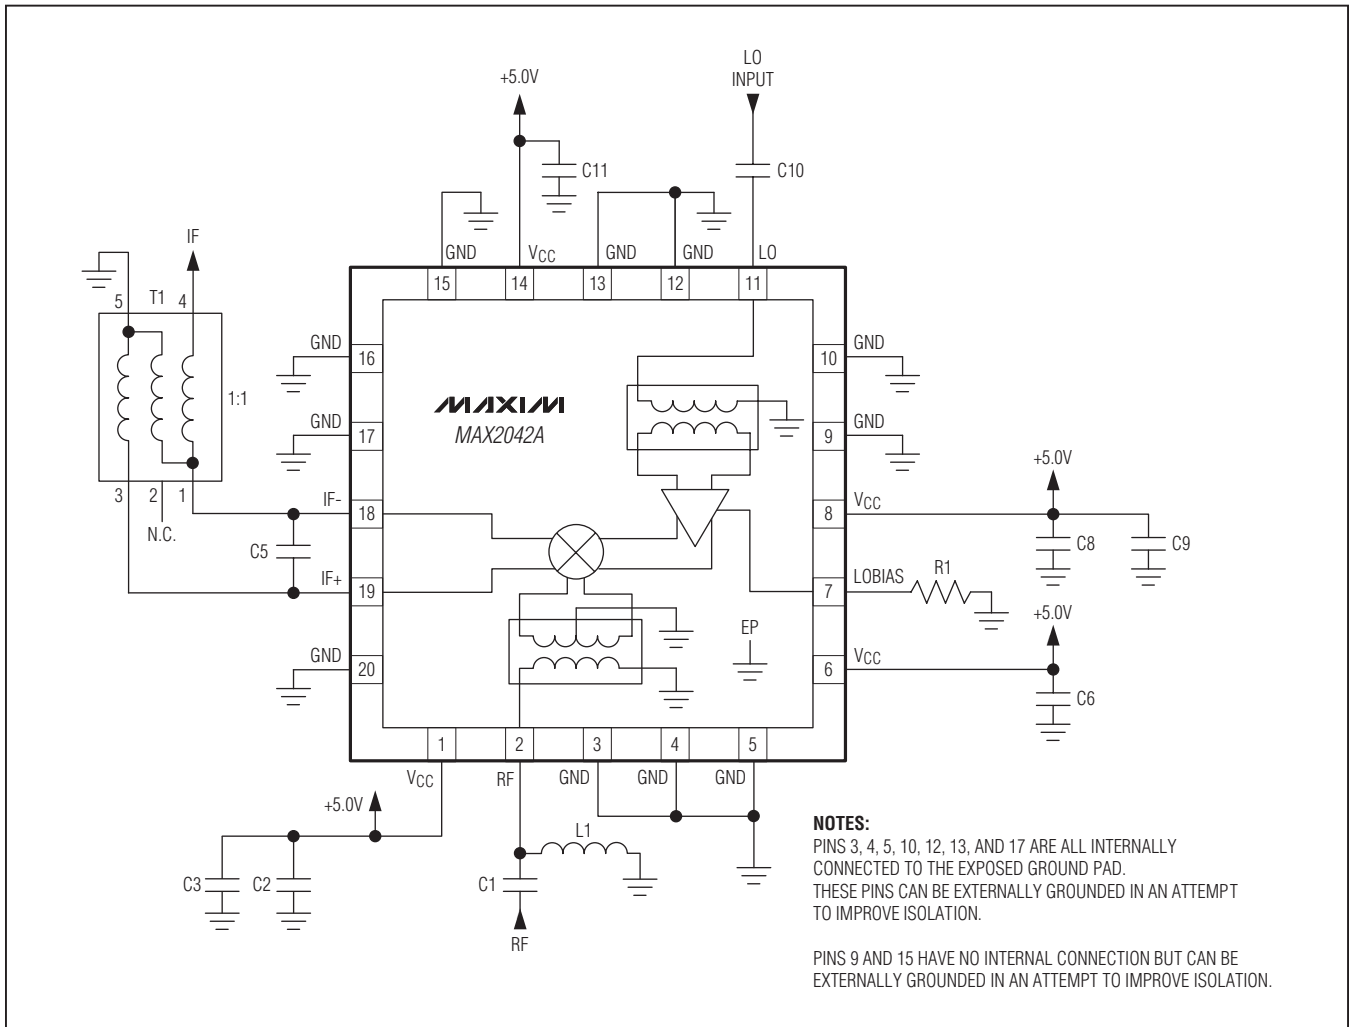 LO
INPUT
+5.0V
C11
C10
IF
GND
VCC
GND
GND
LO
15
14
13
12
11
5
T1
4
1:1
3
2
1
N.C.
GND
16
GND
17
IF-
18
C5
IF+
19
GND
20
MAXIM
MAX2042A
EP
10
GND
9
GND
8
VCC
+5.0V
C8
C9
7
LOBIAS
R1
+5.0V
6
VCC
C6
1
2
3
4
5
VCC
RF
GND
GND
GND
+5.0V
C3
C2
L1
C1
RF
NOTES:
PINS 3, 4, 5, 10, 12, 13, AND 17 ARE ALL INTERNALLY
CONNECTED TO THE EXPOSED GROUND PAD.
THESE PINS CAN BE EXTERNALLY GROUNDED IN AN ATTEMPT
TO IMPROVE ISOLATION.
PINS 9 AND 15 HAVE NO INTERNAL CONNECTION BUT CAN BE
EXTERNALLY GROUNDED IN AN ATTEMPT TO IMPROVE ISOLATION.